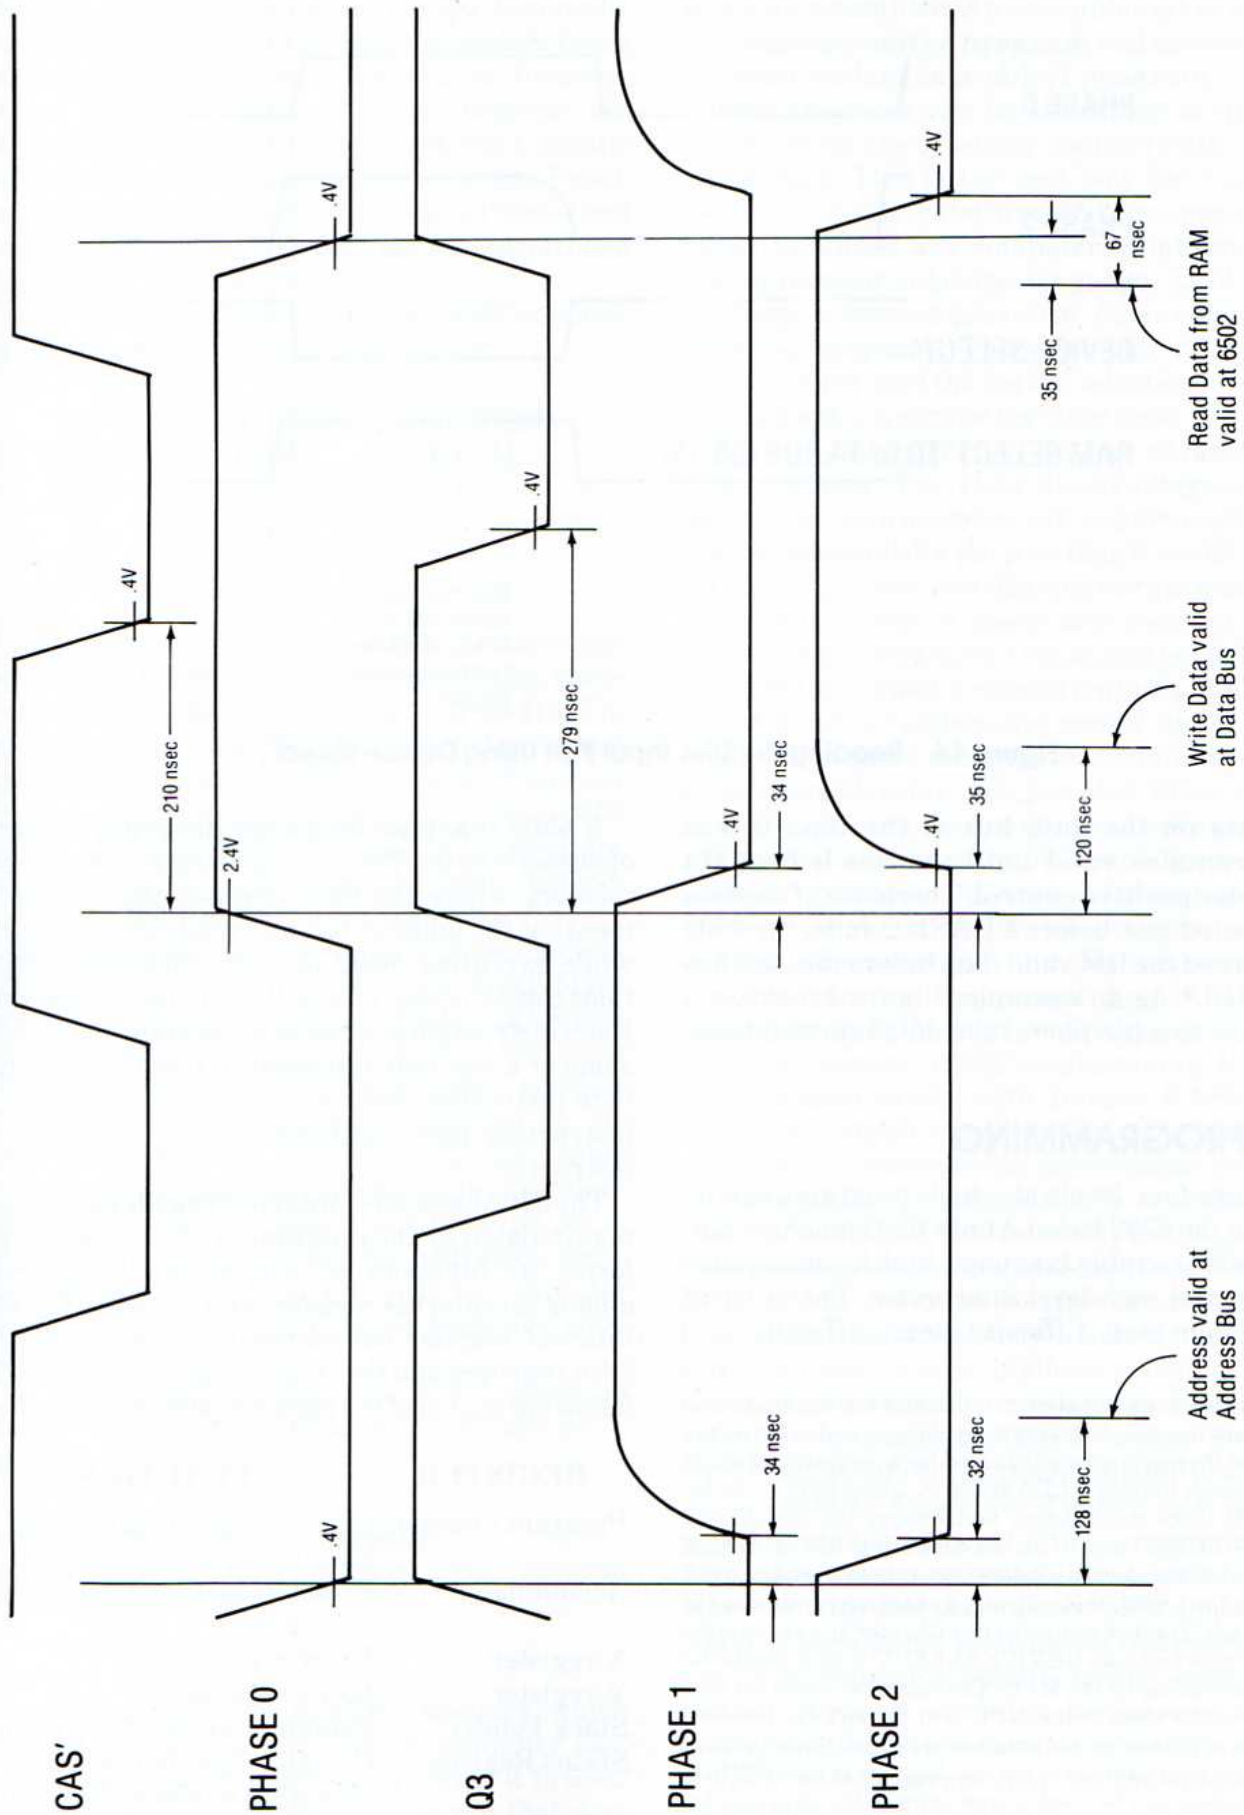 CAS'
.4V
210 nsec
PHASE 0
.4V
2.4V
.4V
Q3
279 nsec
.4V
PHASE 1
34 nsec
.4V
34 nsec
PHASE 2
.4V
.4V
32 nsec
35 nsec
35 nsec
128 nsec
120 nsec
67
nsec
Address valid at
Address Bus
Write Data valid
at Data Bus
Read Data from RAM
valid at 6502